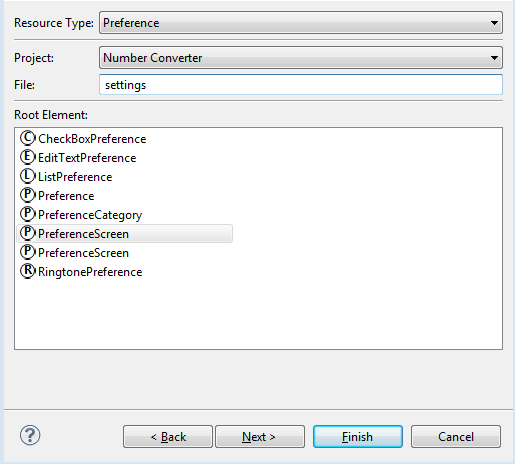 Resource Type: Preference
Project: Number Converter
File: settings
Root Element:
C CheckBoxPreference
E EditTextPreference
L ListPreference
P Preference
P PreferenceCategory
P PreferenceScreen
P PreferenceScreen
R RingtonePreference
? < Back Next > Finish Cancel